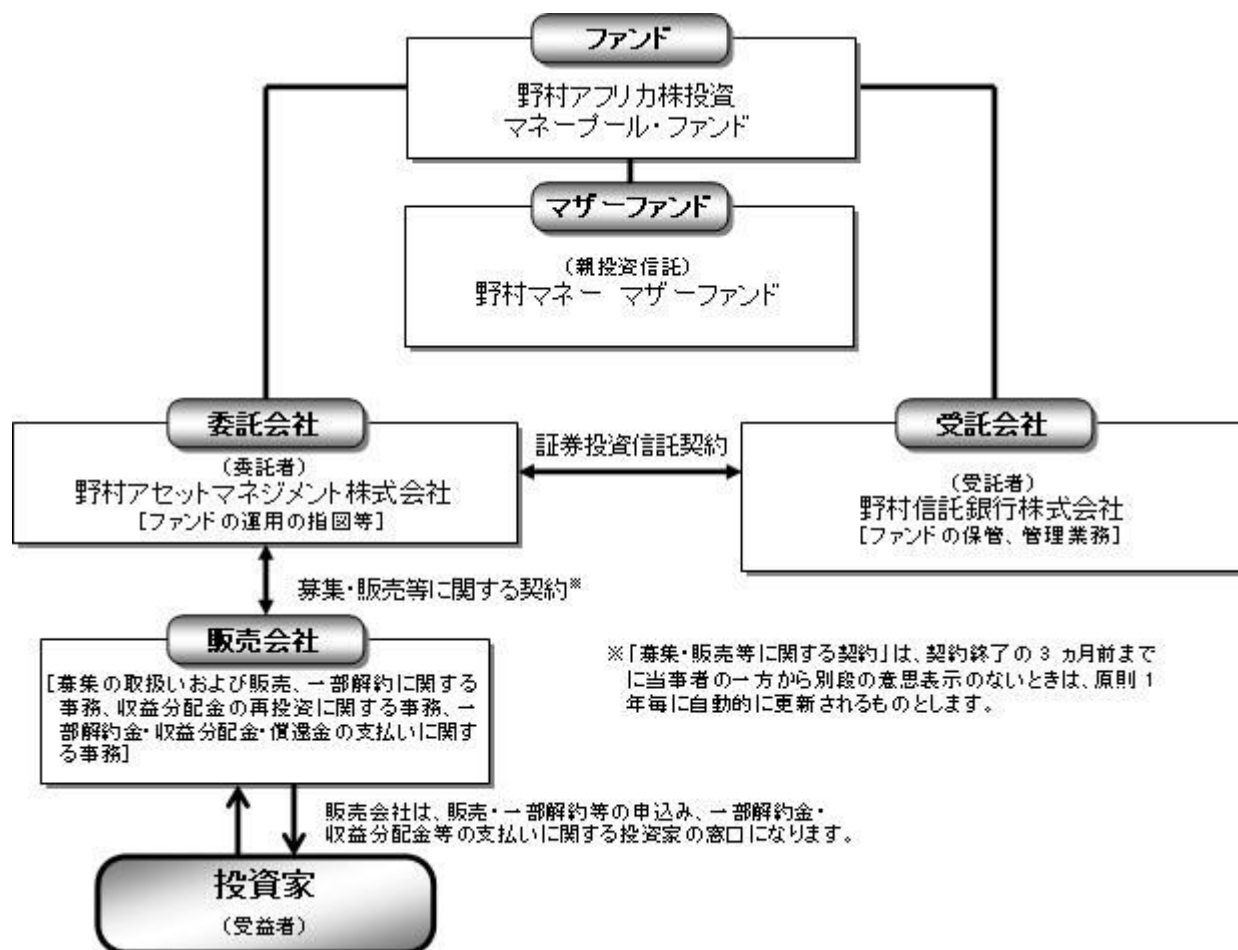 ファンド
野村アフリカ株投資
マネープール・ファンド
マザーファンド
(親投資信託)
野村マネー マザーファンド
委託会社
(委託者)
野村アセットマネジメント株式会社
[ファンドの運用の指図等]
証券投資信託契約
受託会社
(受託者)
野村信託銀行株式会社
[ファンドの保管、管理業務]
募集・販売等に関する契約※
販売会社
[募集の取扱いおよび販売、一部解約に関する
事務、収益分配金の再投資に関する事務、一
部解約金・収益分配金・償還金の支払いに関す
る事務]
※「募集・販売等に関する契約」は、契約終了の3ヵ月前まで
に当事者の一方から別段の意思表示のないときは、原則1
年毎に自動的に更新されるものとします。
販売会社は、販売・一部解約等の申込み、一部解約金・
収益分配金等の支払いに関する投資家の窓口になります。
投資家
(受益者)